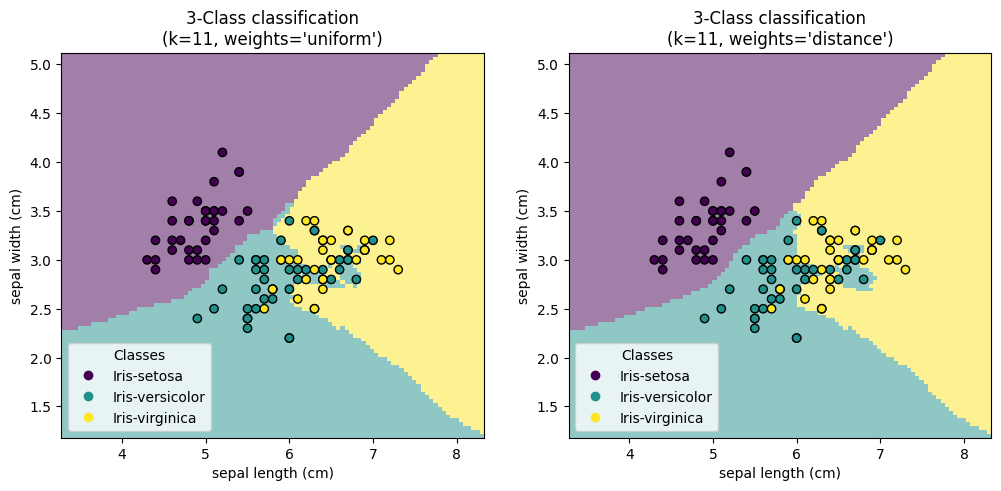 3-Class classification
(k=11, weights='uniform')
5.0
4.5
4.0
3.5
3.0
2.5
2.0
1.5
sepal width (cm)
Classes
Iris-setosa
Iris-versicolor
Iris-virginica
4 5 6 7 8
sepal length (cm)
3-Class classification
(k=11, weights='distance')
5.0
4.5
4.0
3.5
3.0
2.5
2.0
1.5
sepal width (cm)
Classes
Iris-setosa
Iris-versicolor
Iris-virginica
4 5 6 7 8
sepal length (cm)